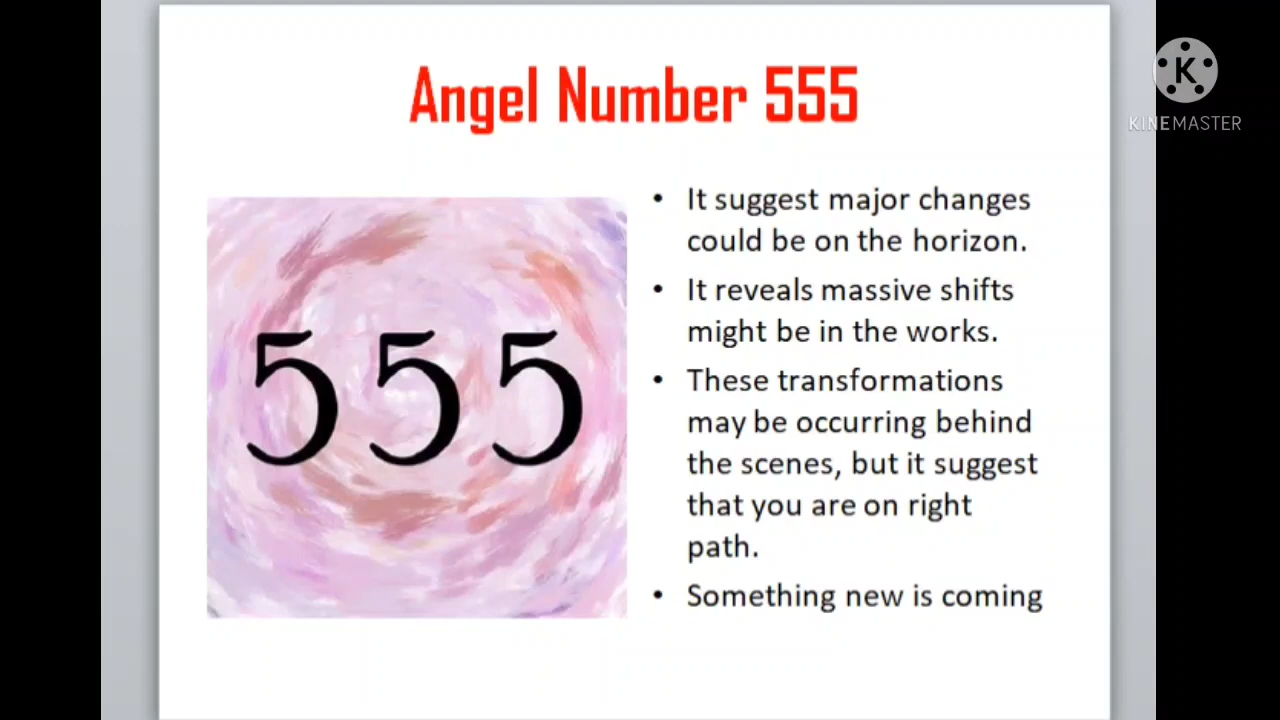 Angel Number 555
K
KINEMASTER
555
• It suggest major changes
could be on the horizon.
• It reveals massive shifts
might be in the works.
• These transformations
may be occurring behind
the scenes, but it suggest
that you are on right
path.
• Something new is coming